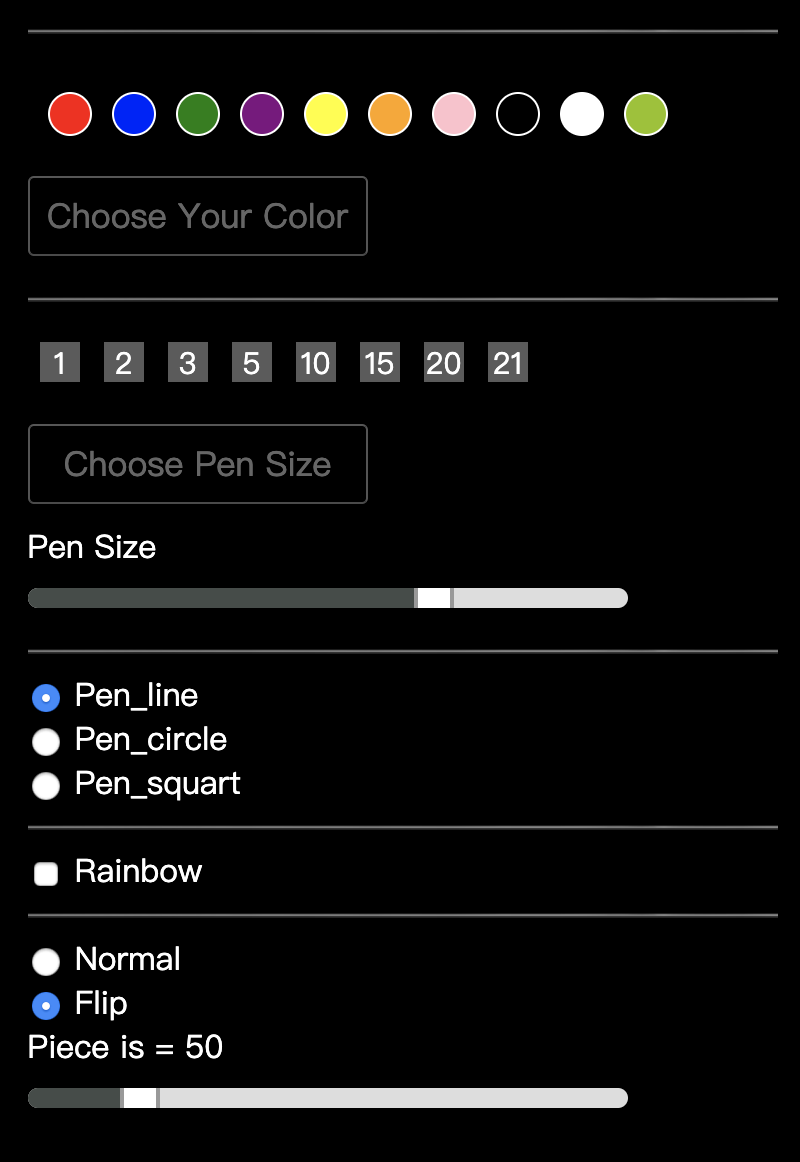 Choose Your Color
1 2 3 5 10 15 20 21
Choose Pen Size
Pen Size
Pen_line
Pen_circle
Pen_squart
Rainbow
Normal
Flip
Piece is = 50